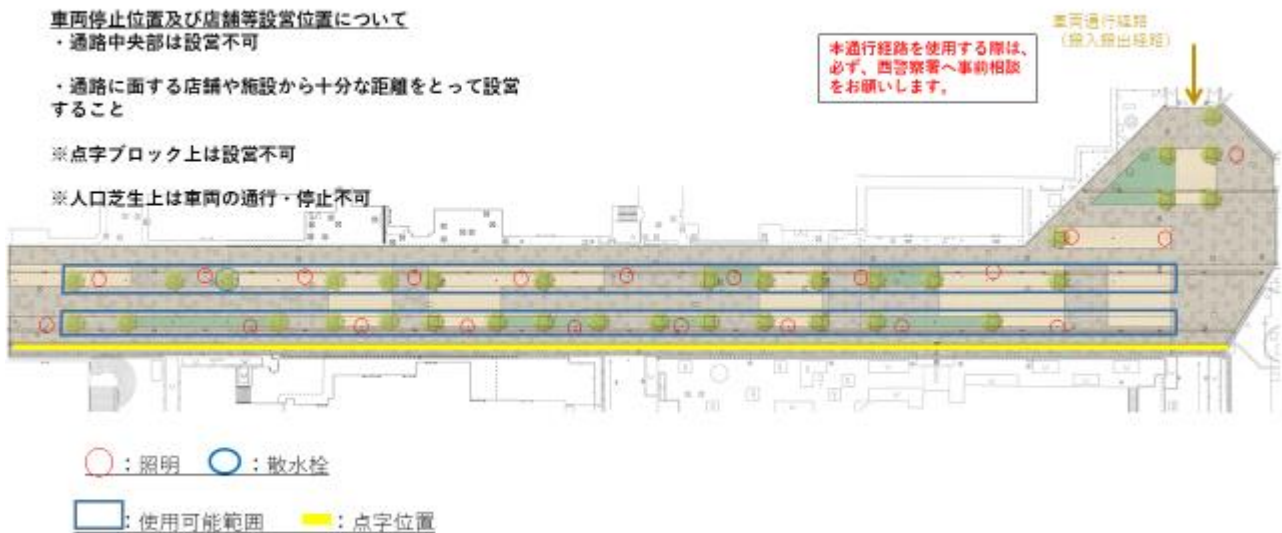 車両停止位置及び店舗等設営位置について
・通路中央部は設営不可
・通路に面する店舗や施設から十分な距離をとって設営
すること
※点字ブロック上は設営不可
※人口芝生上は車両の通行・停止不可
本通行経路を使用する際は、
必ず、西警察署へ事前相談
をお願いします。
車両通行経路
（搬入搬出経路）
：照明 ：散水栓
：使用可能範囲 ：点字位置